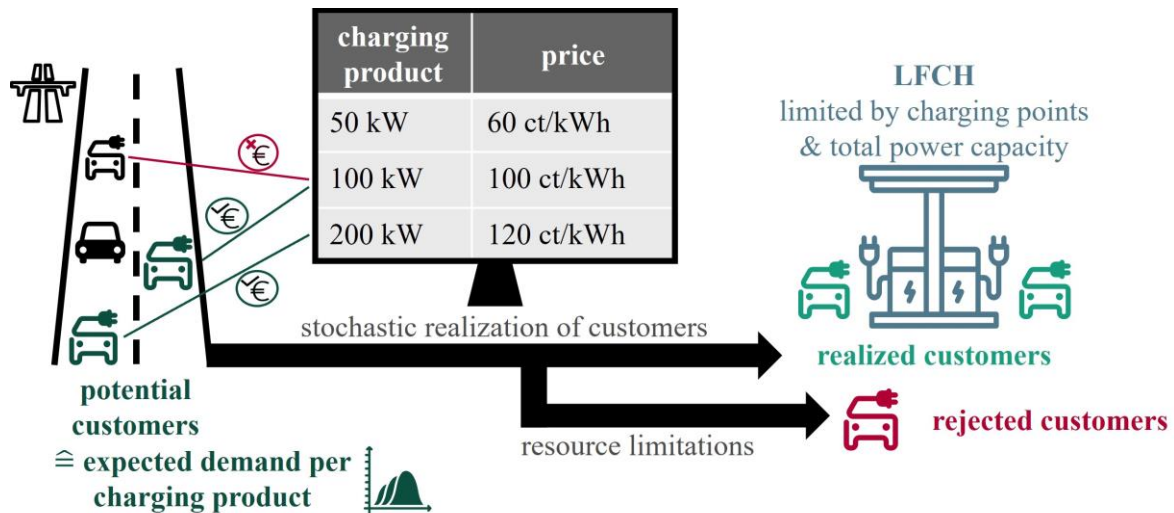 charging product
price
50 kW
60 ct/kWh
100 kW
100 ct/kWh
200 kW
120 ct/kWh
€
€
€
LFCH
limited by charging points
& total power capacity
stochastic realization of customers
realized customers
potential
customers
≙ expected demand per
charging product
resource limitations
rejected customers